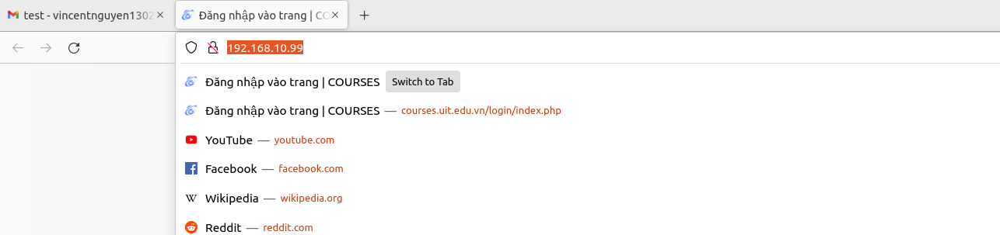 test - vincentnguyen1302
Đăng nhập vào trang | CO
192.168.10.99
Đăng nhập vào trang | COURSES Switch to Tab
Đăng nhập vào trang | COURSES — courses.uit.edu.vn/login/index.php
YouTube — youtube.com
Facebook — facebook.com
Wikipedia — wikipedia.org
Reddit — reddit.com